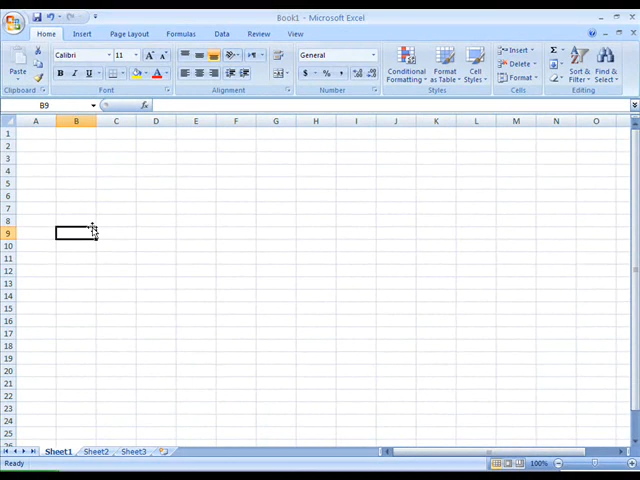 Book1 - Microsoft Excel
Home Insert Page Layout Formulas Data Review View
Calibri 11 General Insert
Paste B I U $ % , Conditional Formatting Format as Table Cell Styles Delete Format Σ Sort & Filter Find & Select
Clipboard Font Alignment Number Styles Cells Editing
B9 fx
A B C D E F G H I J K L M N O
1
2
3
4
5
6
7
8
9
10
11
12
13
14
15
16
17
18
19
20
21
22
23
24
25
26
Sheet1 Sheet2 Sheet3
Ready 100%